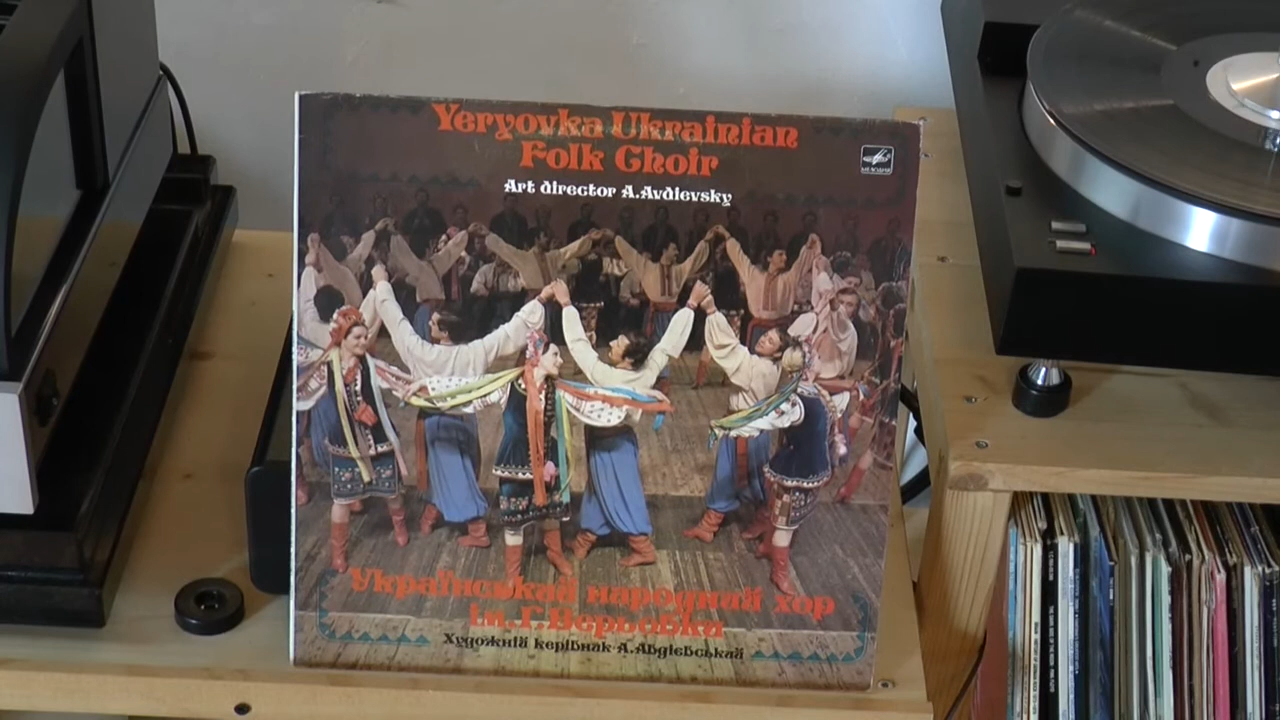 Yeryovka Ukrainian
Folk Choir
Art director A.Avdievsky
Український народний хор
ім.Г.Верьовки
Художній керівник А.Авдієвський